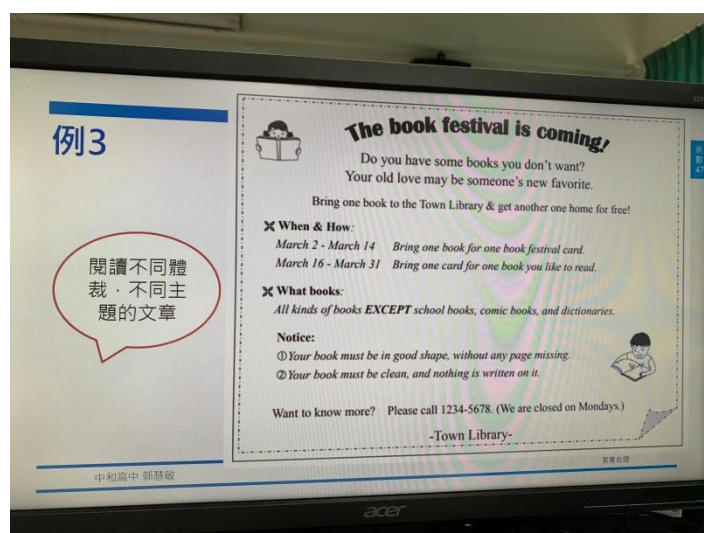 例3
閱讀不同體
裁，不同主
題的文章
The book festival is coming!
Do you have some books you don't want?
Your old love may be someone's new favorite.
Bring one book to the Town Library & get another one home for free!
When & How:
March 2 - March 14 Bring one book for one book festival card.
March 16 - March 31 Bring one card for one book you like to read.
What books:
All kinds of books EXCEPT school books, comic books, and dictionaries.
Notice:
①Your book must be in good shape, without any page missing.
②Your book must be clean, and nothing is written on it.
Want to know more? Please call 1234-5678. (We are closed on Mondays.)
-Town Library-
中和高中 郭慧敏
acer